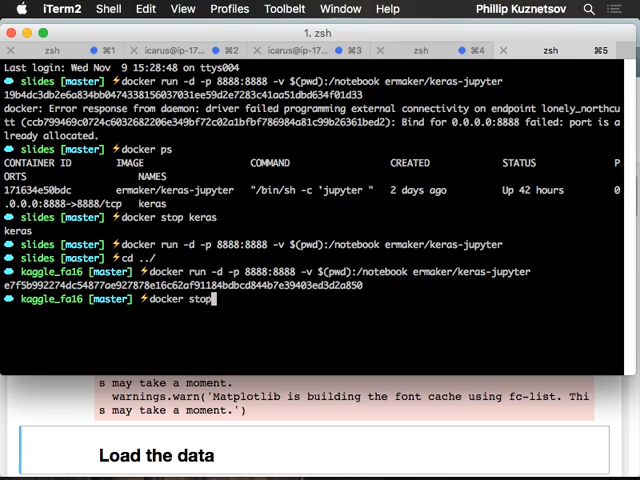 iTerm2 Shell Edit View Profiles Toolbelt Window Help Phillip Kuznetsov
1. zsh
zsh ⌘1 icarus@ip-17... ⌘2 icarus@ip-17... ⌘3 zsh ⌘4 zsh ⌘5
Last login: Wed Nov  9 15:28:48 on ttys004
slides [master] ⚡docker run -d -p 8888:8888 -v $(pwd):/notebook ermaker/keras-jupyter
19b4dc3db2e6a834bb0474338156037031ee59d2e7283c41aa51dbd634f01d33
docker: Error response from daemon: driver failed programming external connectivity on endpoint lonely_northcu
tt (ccb799469c0724c6032682206e349bf72c02a1bfbf786984a81c99b26361bed2): Bind for 0.0.0.0:8888 failed: port is a
lready allocated.
slides [master] ⚡docker ps
CONTAINER ID IMAGE COMMAND CREATED STATUS P
ORTS NAMES
171634e50bdc ermaker/keras-jupyter "/bin/sh -c 'jupyter " 2 days ago Up 42 hours 0
.0.0.0:8888->8888/tcp keras
slides [master] ⚡docker stop keras
keras
slides [master] ⚡docker run -d -p 8888:8888 -v $(pwd):/notebook ermaker/keras-jupyter
slides [master] ⚡cd ../
kaggle_fa16 [master] ⚡docker run -d -p 8888:8888 -v $(pwd):/notebook ermaker/keras-jupyter
e7f5b992274dc54877ae927878e16c62af91184bdbcd844b7e39403ed3d2a850
kaggle_fa16 [master] ⚡docker stop
s may take a moment.
warnings.warn('Matplotlib is building the font cache using fc-list. Thi
s may take a moment.')
Load the data